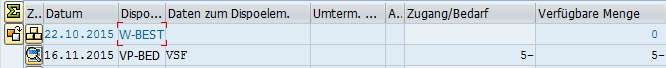 Z.. Datum Dispo... Daten zum Dispoelem. Umterm. ... A.. Zugang/Bedarf Verfügbare Menge
22.10.2015 W-BEST 0
16.11.2015 VP-BED VSF 5- 5-